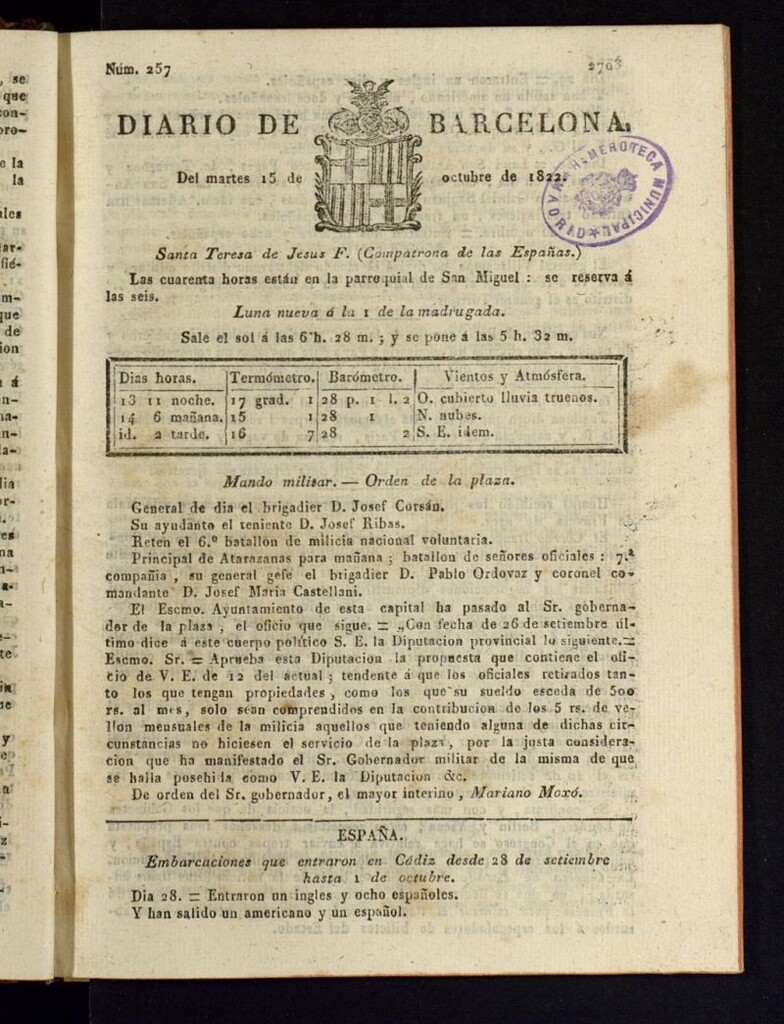 Núm. 257
DIARIO DE BARCELONA.
Del martes 15 de octubre de 1822.
HEMEROTECA MUNICIPAL
Santa Teresa de Jesus F. (Compatrona de las Españas.)
Las cuarenta horas están en la parroquial de San Miguel : se reserva á
las seis.
Luna nueva á la 1 de la madrugada.
Sale el sol á las 6 h. 28 m. ; y se pone á las 5 h. 32 m.
Dias horas. Termómetro. Barómetro. Vientos y Atmósfera.
13 11 noche. 17 grad. 1 28 p. 1 l. 2 O. cubierto lluvia truenos.
14 6 mañana. 15 1 28 1 N. nubes.
id. 2 tarde. 16 7 28 2 S. E. idem.
Mando militar. — Orden de la plaza.
General de dia el brigadier D. Josef Corsán.
Su ayudante el teniente D. Josef Ribas.
Reten el 6.º batallon de milicia nacional voluntaria.
Principal de Atarazanas para mañana ; batallon de señores oficiales : 7.ª
compañia , su general gefe el brigadier D. Pablo Ordovaz y coronel co-
mandante D. Josef Maria Castellani.
El Escmo. Ayuntamiento de esta capital ha pasado al Sr. goberna-
dor de la plaza , el oficio que sigue. = „Con fecha de 26 de setiembre úl-
timo dice á este cuerpo político S. E. la Diputacion provincial lo siguiente.=
Escmo. Sr. = Aprueba esta Diputacion la propuesta que contiene el ofi-
cio de V. E. de 12 del actual ; tendente á que los oficiales retirados tan-
to los que tengan propiedades , como los que su sueldo esceda de 500
rs. al mes, solo sean comprendidos en la contribucion de los 5 rs. de ve-
llon mensuales de la milicia aquellos que teniendo alguna de dichas cir-
cunstancias no hiciesen el servicio de la plaza , por la justa considera-
cion que ha manifestado el Sr. Gobernador militar de la misma de que
se halla posehida como V. E. la Diputacion &c.
De orden del Sr. gobernador, el mayor interino , Mariano Moxó.
ESPAÑA.
Embarcaciones que entraron en Cádiz desde 28 de setiembre
hasta 1 de octubre.
Dia 28. = Entraron un ingles y ocho españoles.
Y han salido un americano y un español.